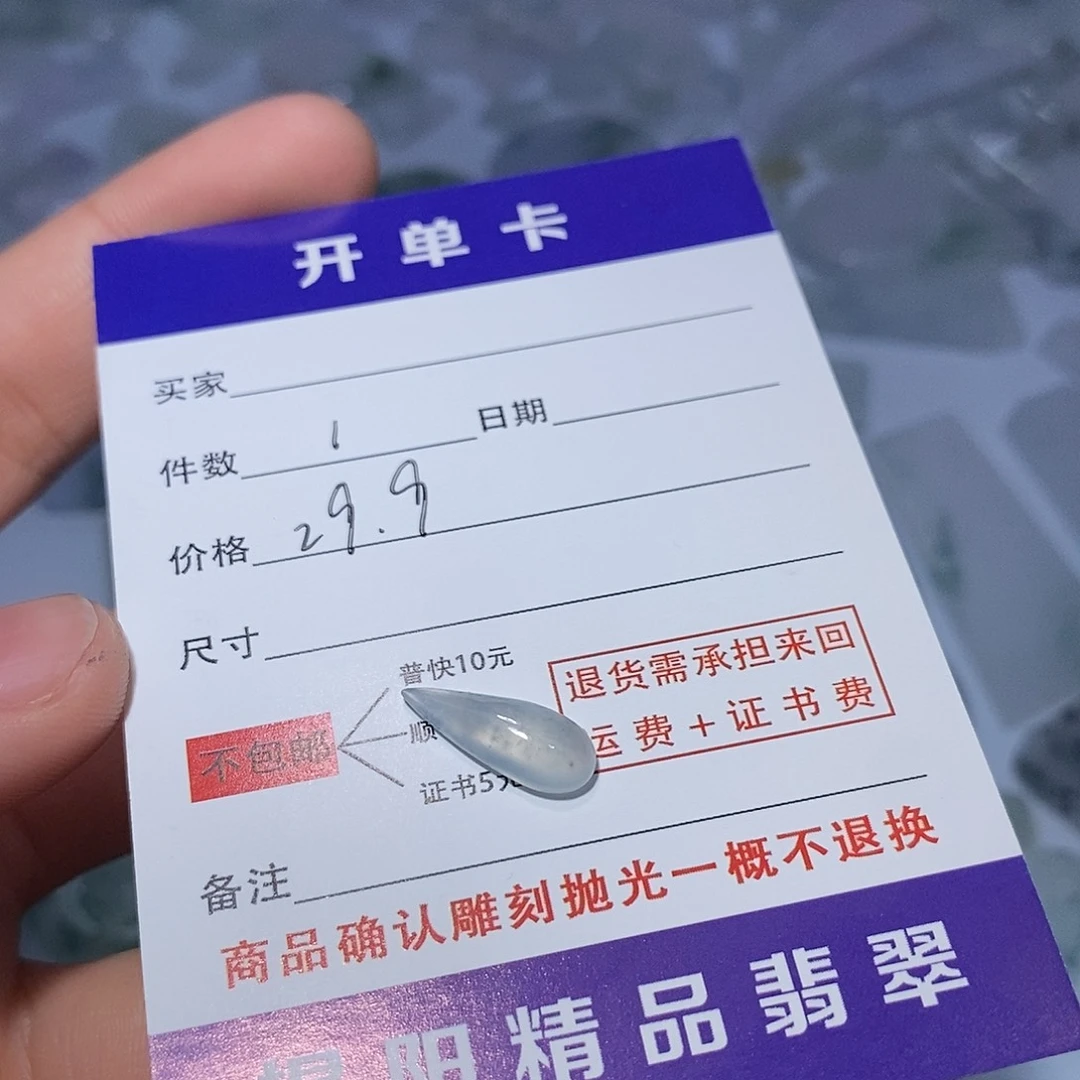 开单卡
买家
件数 1 日期
价格 29.9
尺寸
普快10元
不包邮
顺
证书5
退货需承担来回
运费+证书费
备注
商品确认雕刻抛光一概不退换
阳精品翡翠